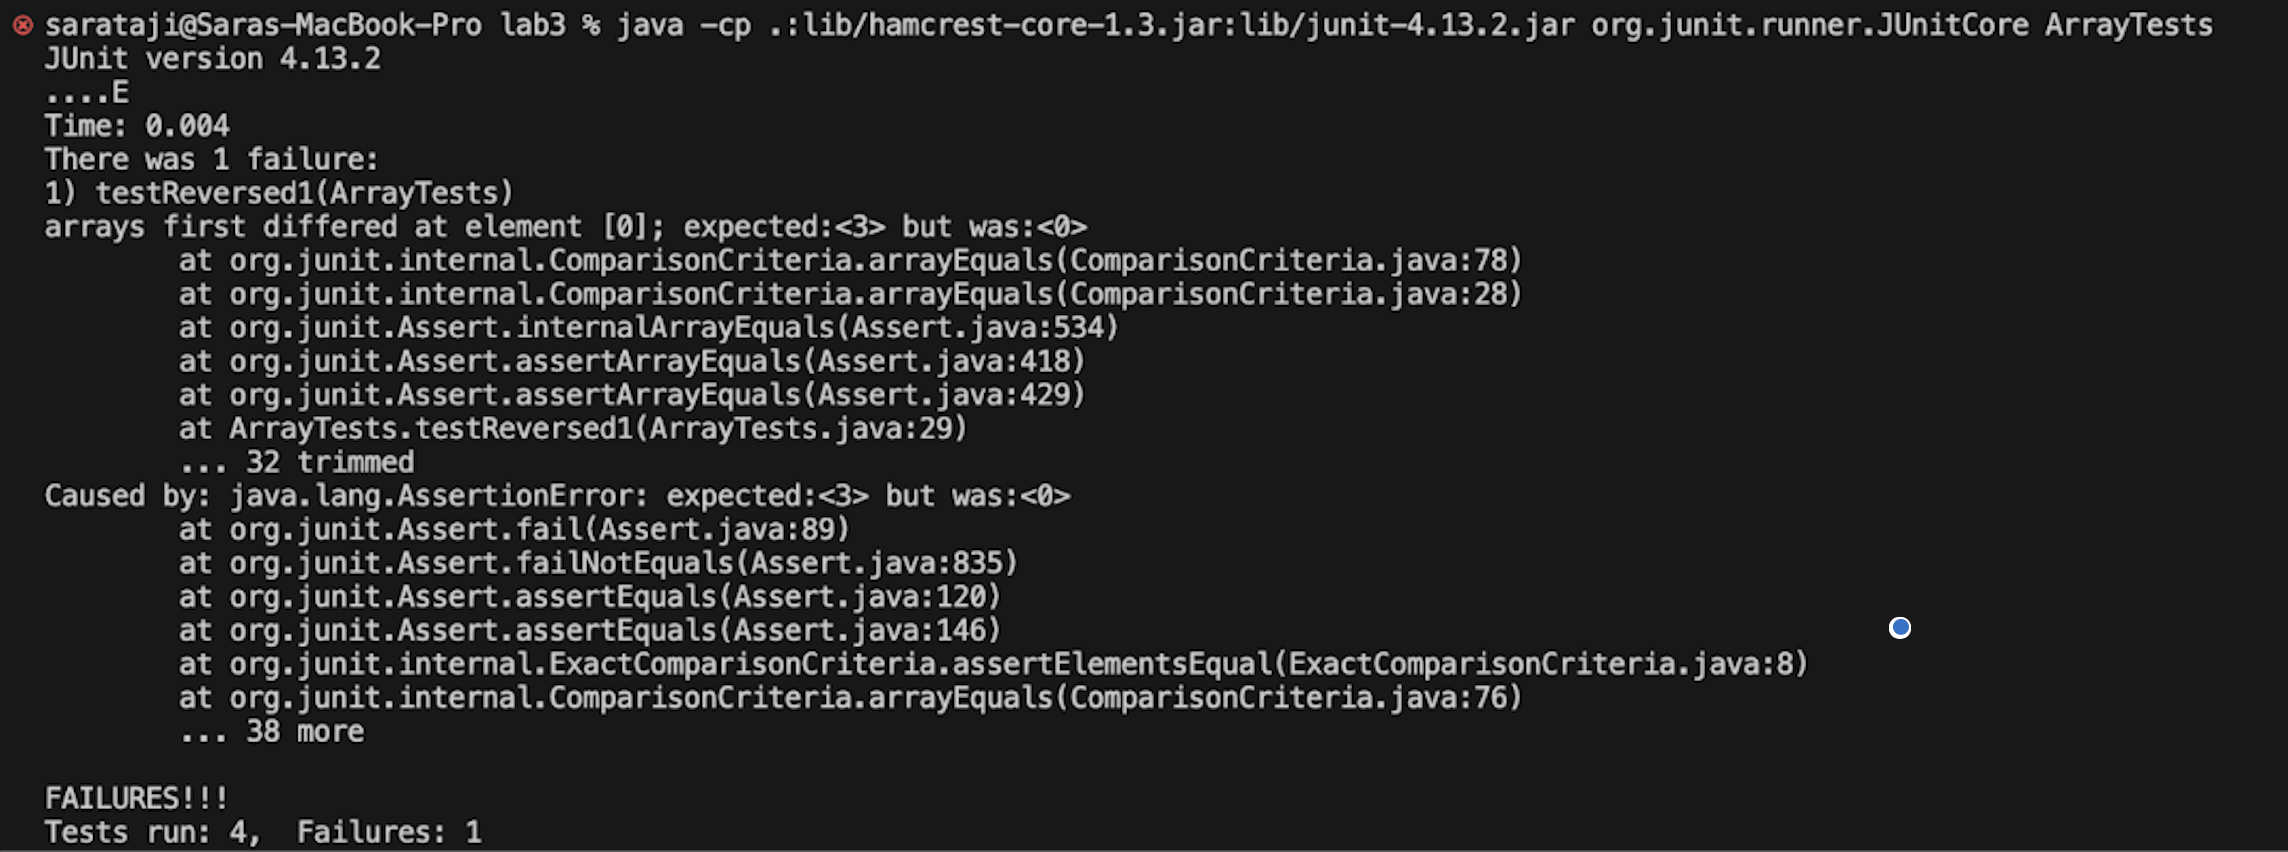 sarataji@Saras-MacBook-Pro lab3 % java -cp .:lib/hamcrest-core-1.3.jar:lib/junit-4.13.2.jar org.junit.runner.JUnitCore ArrayTests
JUnit version 4.13.2
....E
Time: 0.004
There was 1 failure:
1) testReversed1(ArrayTests)
arrays first differed at element [0]; expected:<3> but was:<0>
        at org.junit.internal.ComparisonCriteria.arrayEquals(ComparisonCriteria.java:78)
        at org.junit.internal.ComparisonCriteria.arrayEquals(ComparisonCriteria.java:28)
        at org.junit.Assert.internalArrayEquals(Assert.java:534)
        at org.junit.Assert.assertArrayEquals(Assert.java:418)
        at org.junit.Assert.assertArrayEquals(Assert.java:429)
        at ArrayTests.testReversed1(ArrayTests.java:29)
        ... 32 trimmed
Caused by: java.lang.AssertionError: expected:<3> but was:<0>
        at org.junit.Assert.fail(Assert.java:89)
        at org.junit.Assert.failNotEquals(Assert.java:835)
        at org.junit.Assert.assertEquals(Assert.java:120)
        at org.junit.Assert.assertEquals(Assert.java:146)
        at org.junit.internal.ExactComparisonCriteria.assertElementsEqual(ExactComparisonCriteria.java:8)
        at org.junit.internal.ComparisonCriteria.arrayEquals(ComparisonCriteria.java:76)
        ... 38 more

FAILURES!!!
Tests run: 4,  Failures: 1